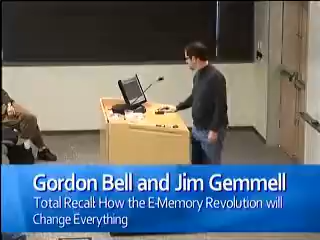 Gordon Bell and Jim Gemmell
Total Recall: How the E-Memory Revolution will
Change Everything